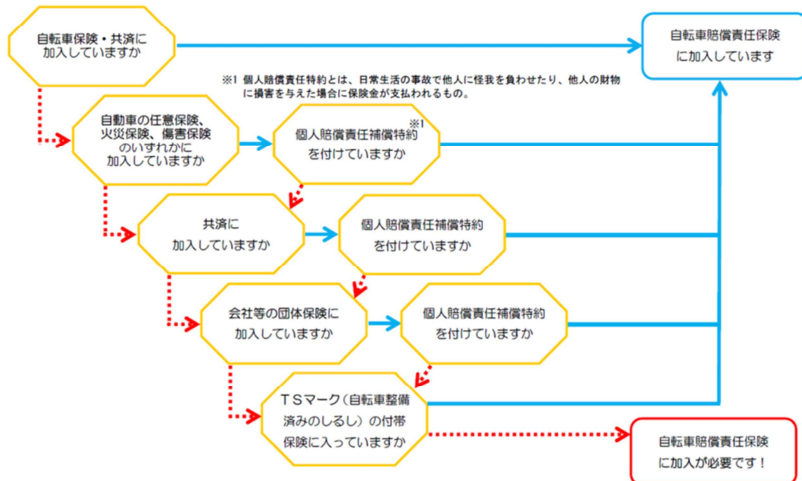 自転車保険・共済に
加入していますか
自転車賠償責任保険
に加入しています
※1 個人賠償責任特約とは、日常生活の事故で他人に怪我を負わせたり、他人の財物
に損害を与えた場合に保険金が支払われるもの。
自動車の任意保険、
火災保険、傷害保険
のいずれかに
加入していますか
個人賠償責任補償特約※1
を付けていますか
共済に
加入していますか
個人賠償責任補償特約
を付けていますか
会社等の団体保険に
加入していますか
個人賠償責任補償特約
を付けていますか
TSマーク(自転車整備
済みのしるし)の付帯
保険に入っていますか
自転車賠償責任保険
に加入が必要です!